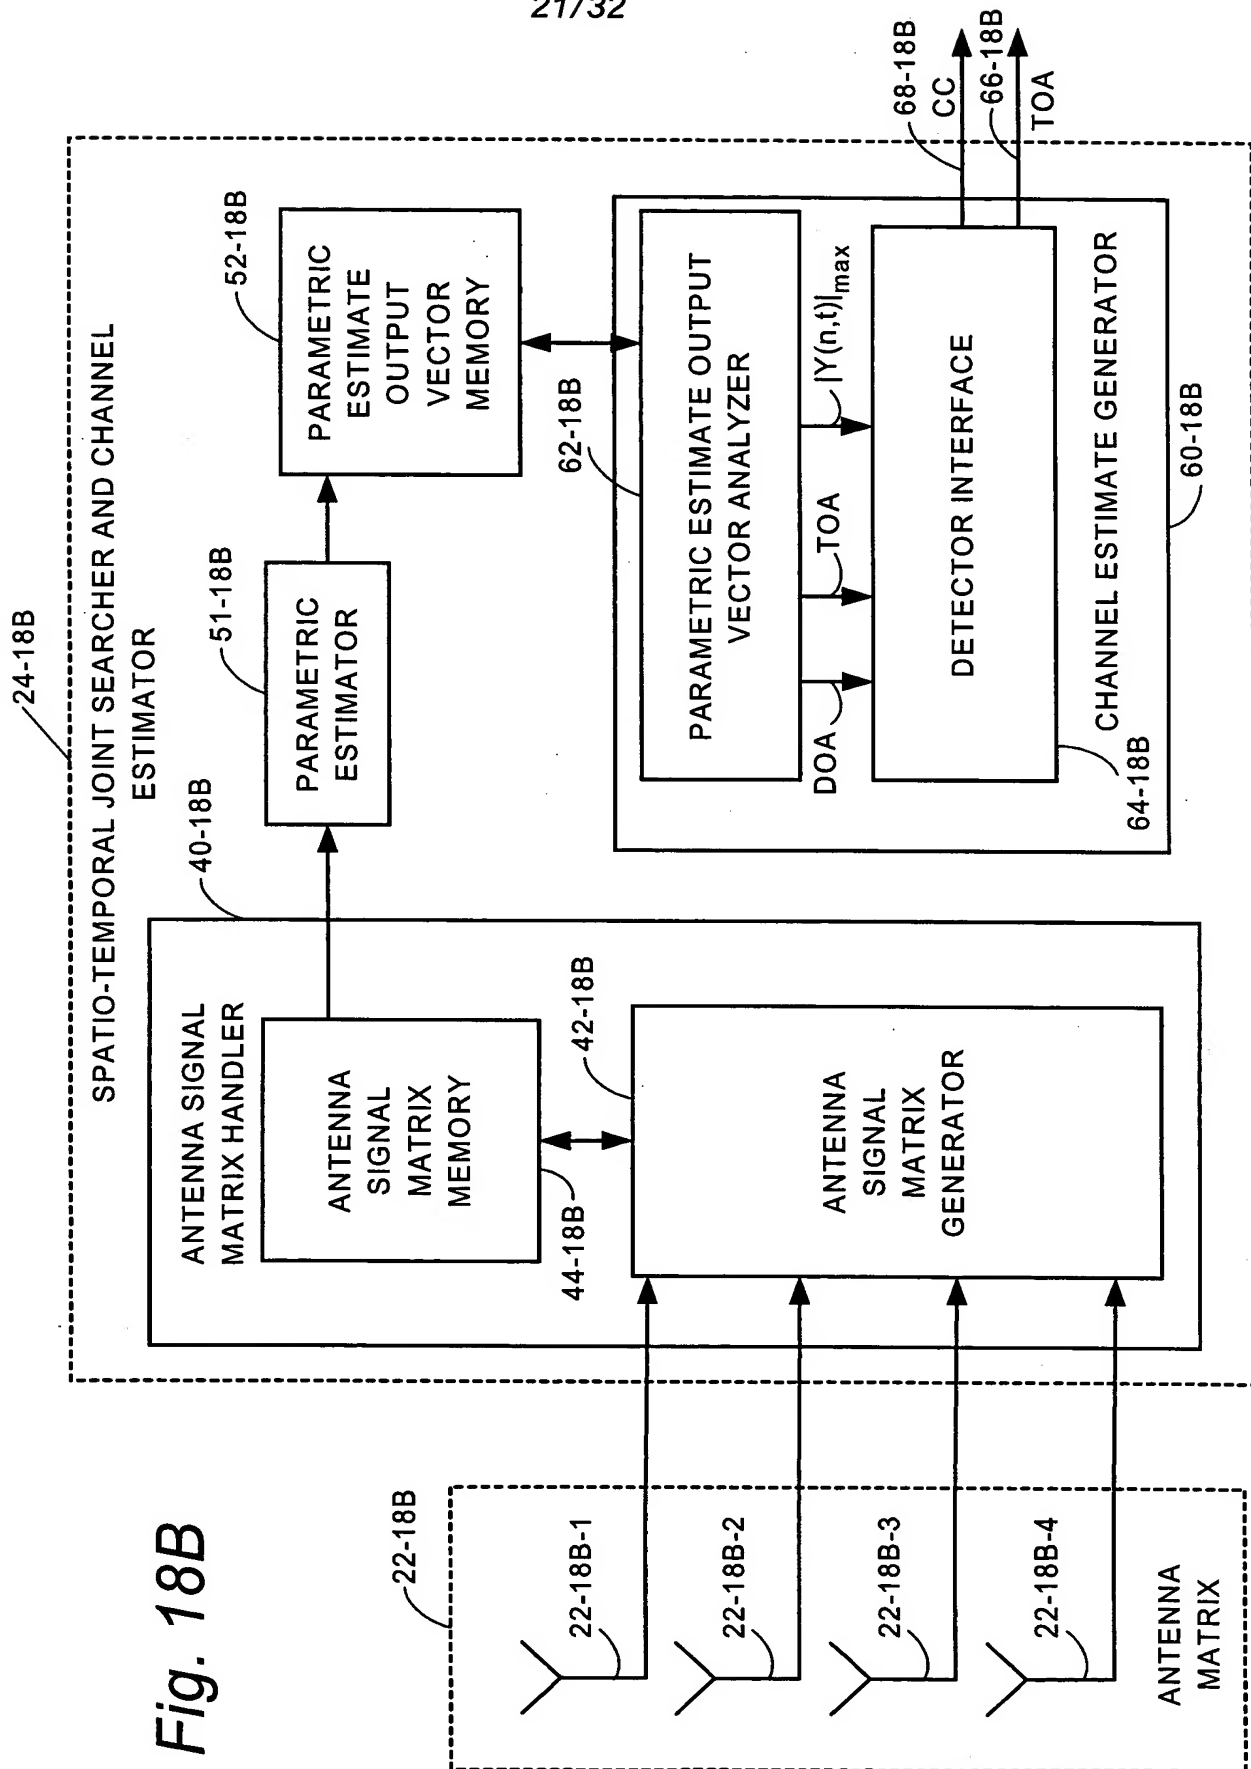 21/32
Fig. 18B
24-18B
SPATIO-TEMPORAL JOINT SEARCHER AND CHANNEL
ESTIMATOR
22-18B
22-18B-1
22-18B-2
22-18B-3
22-18B-4
ANTENNA
MATRIX
40-18B
ANTENNA SIGNAL
MATRIX HANDLER
ANTENNA
SIGNAL
MATRIX
MEMORY
44-18B
42-18B
ANTENNA
SIGNAL
MATRIX
GENERATOR
51-18B
PARAMETRIC
ESTIMATOR
52-18B
PARAMETRIC
ESTIMATE
OUTPUT
VECTOR
MEMORY
62-18B
PARAMETRIC ESTIMATE OUTPUT
VECTOR ANALYZER
DOA
TOA
|Y(n,t)|max
DETECTOR INTERFACE
64-18B
CHANNEL ESTIMATE GENERATOR
60-18B
68-18B
CC
66-18B
TOA